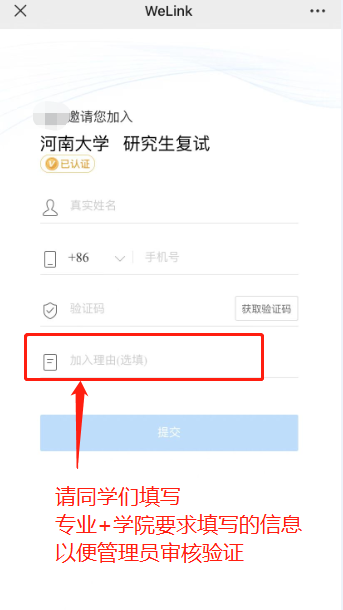 WeLink
邀请您加入
河南大学 研究生复试
已认证
真实姓名
+86 手机号
验证码 获取验证码
加入理由(选填)
提交
请同学们填写
专业+学院要求填写的信息
以便管理员审核验证